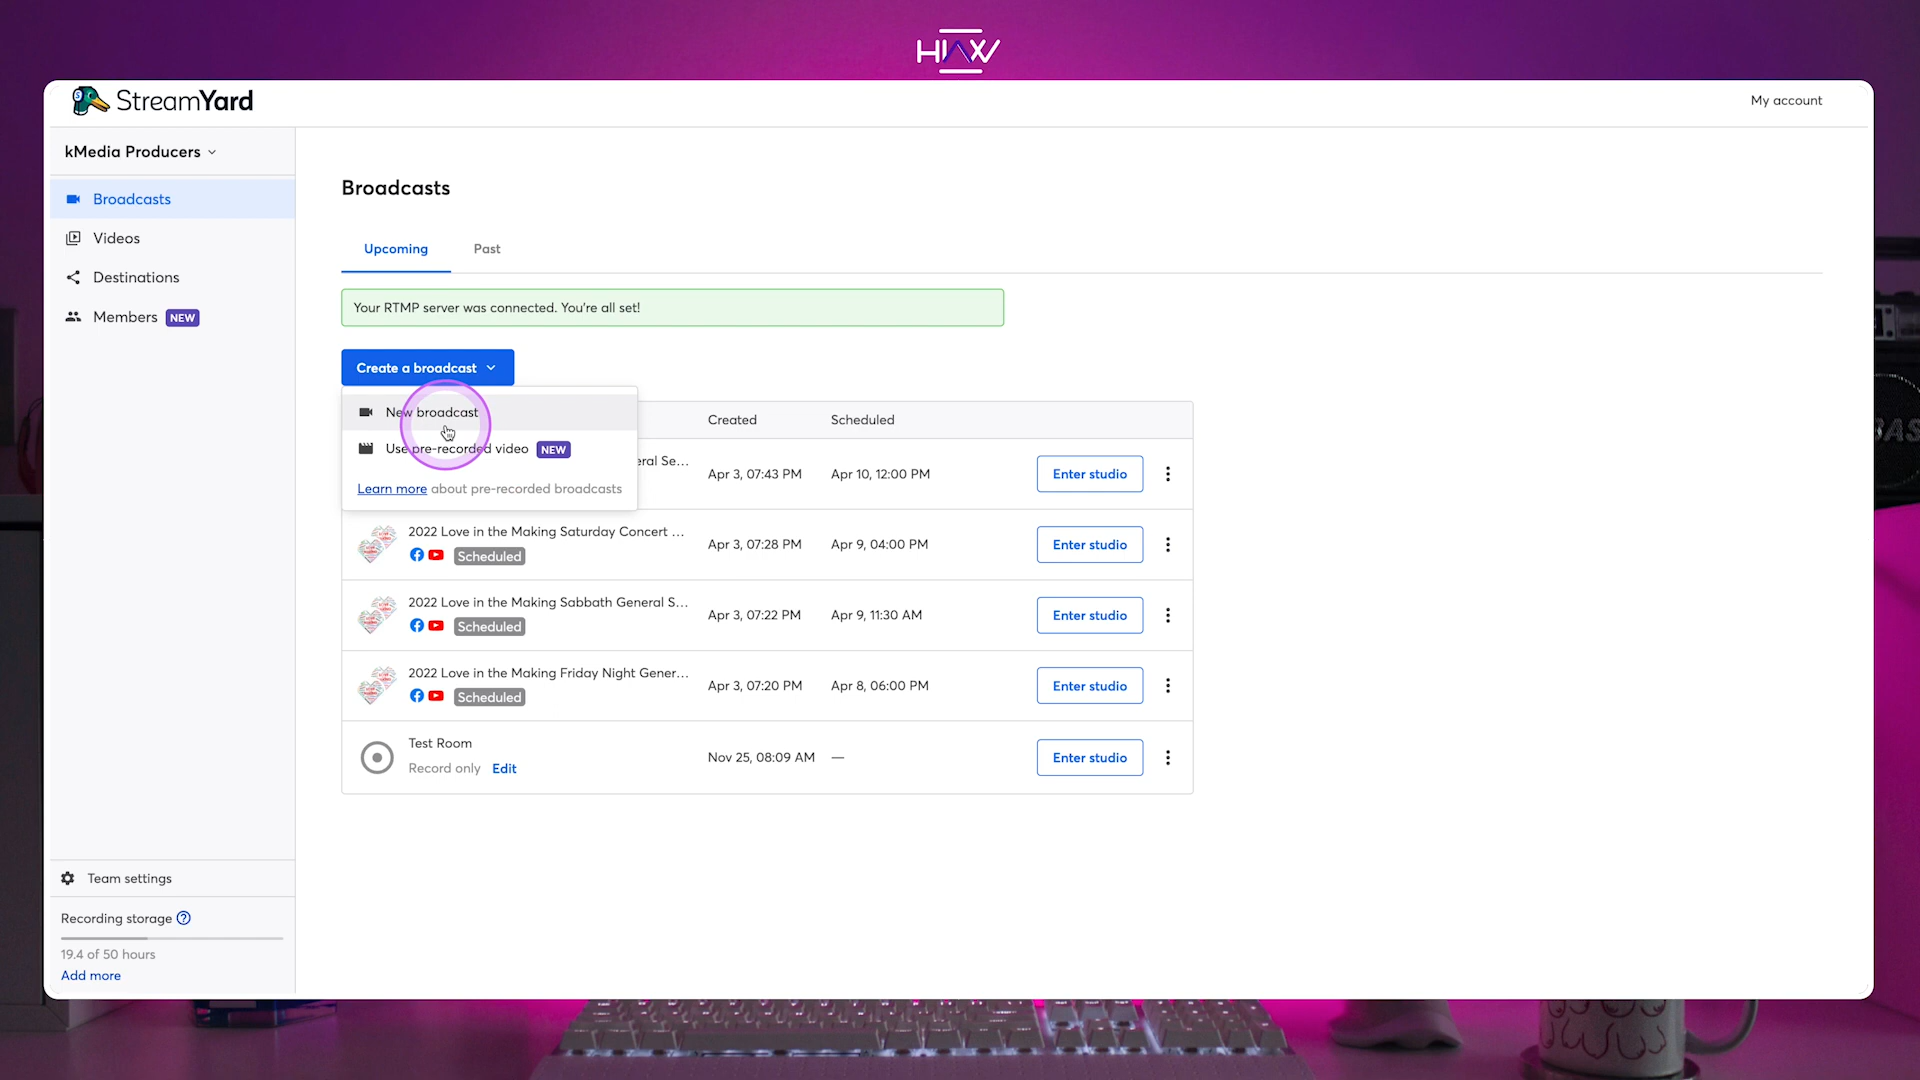 HIAW
StreamYard
My account
kMedia Producers
Broadcasts
Videos
Destinations
Members NEW
Broadcasts
Upcoming Past
Your RTMP server was connected. You're all set!
Create a broadcast
New broadcast
Use pre-recorded video NEW
Learn more about pre-recorded broadcasts
Created Scheduled
eral Se... Apr 3, 07:43 PM Apr 10, 12:00 PM Enter studio
2022 Love in the Making Saturday Concert ...
Scheduled
Apr 3, 07:28 PM Apr 9, 04:00 PM Enter studio
2022 Love in the Making Sabbath General S...
Scheduled
Apr 3, 07:22 PM Apr 9, 11:30 AM Enter studio
2022 Love in the Making Friday Night Gener...
Scheduled
Apr 3, 07:20 PM Apr 8, 06:00 PM Enter studio
Test Room
Record only Edit
Nov 25, 08:09 AM — Enter studio
Team settings
Recording storage
19.4 of 50 hours
Add more